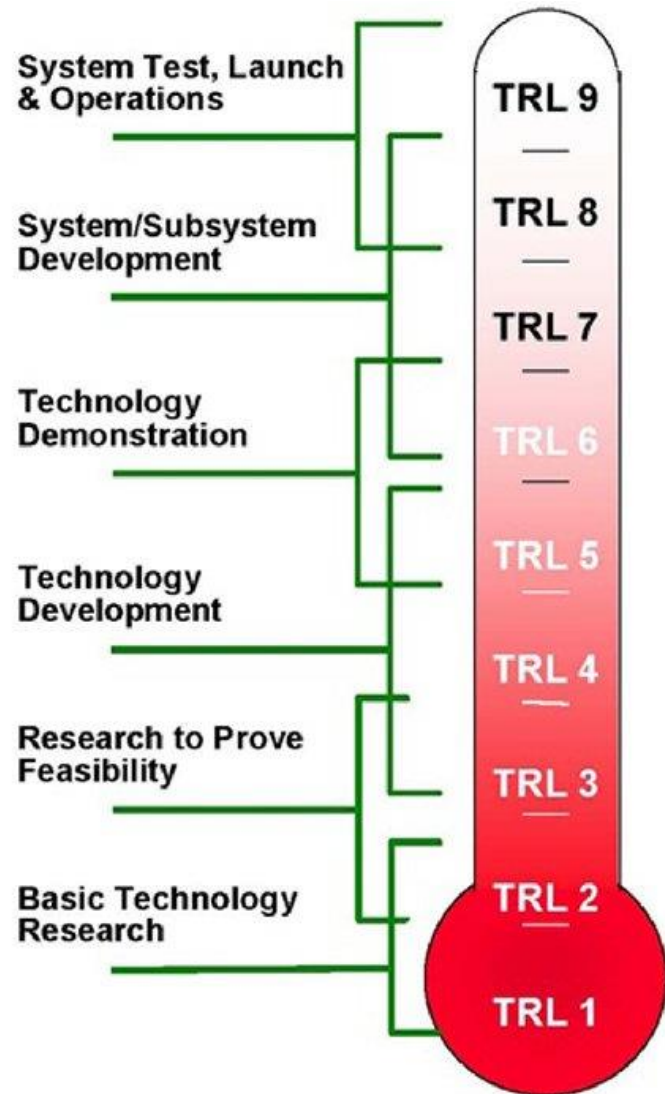 System Test, Launch
& Operations
System/Subsystem
Development
Technology
Demonstration
Technology
Development
Research to Prove
Feasibility
Basic Technology
Research
TRL 9
TRL 8
TRL 7
TRL 6
TRL 5
TRL 4
TRL 3
TRL 2
TRL 1